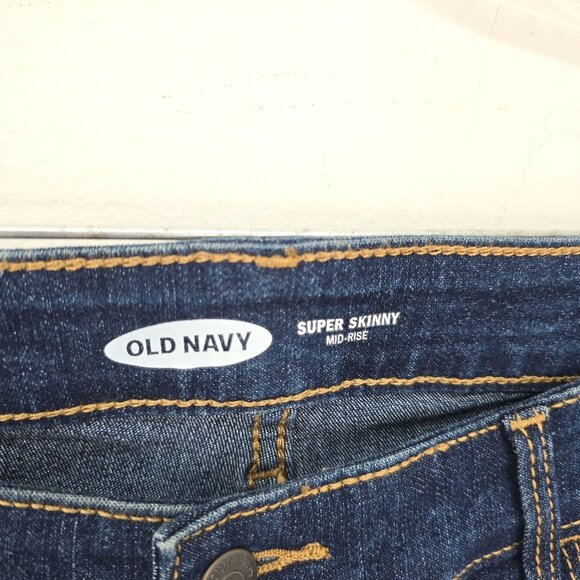 OLD NAVY
SUPER SKINNY
MID-RISE